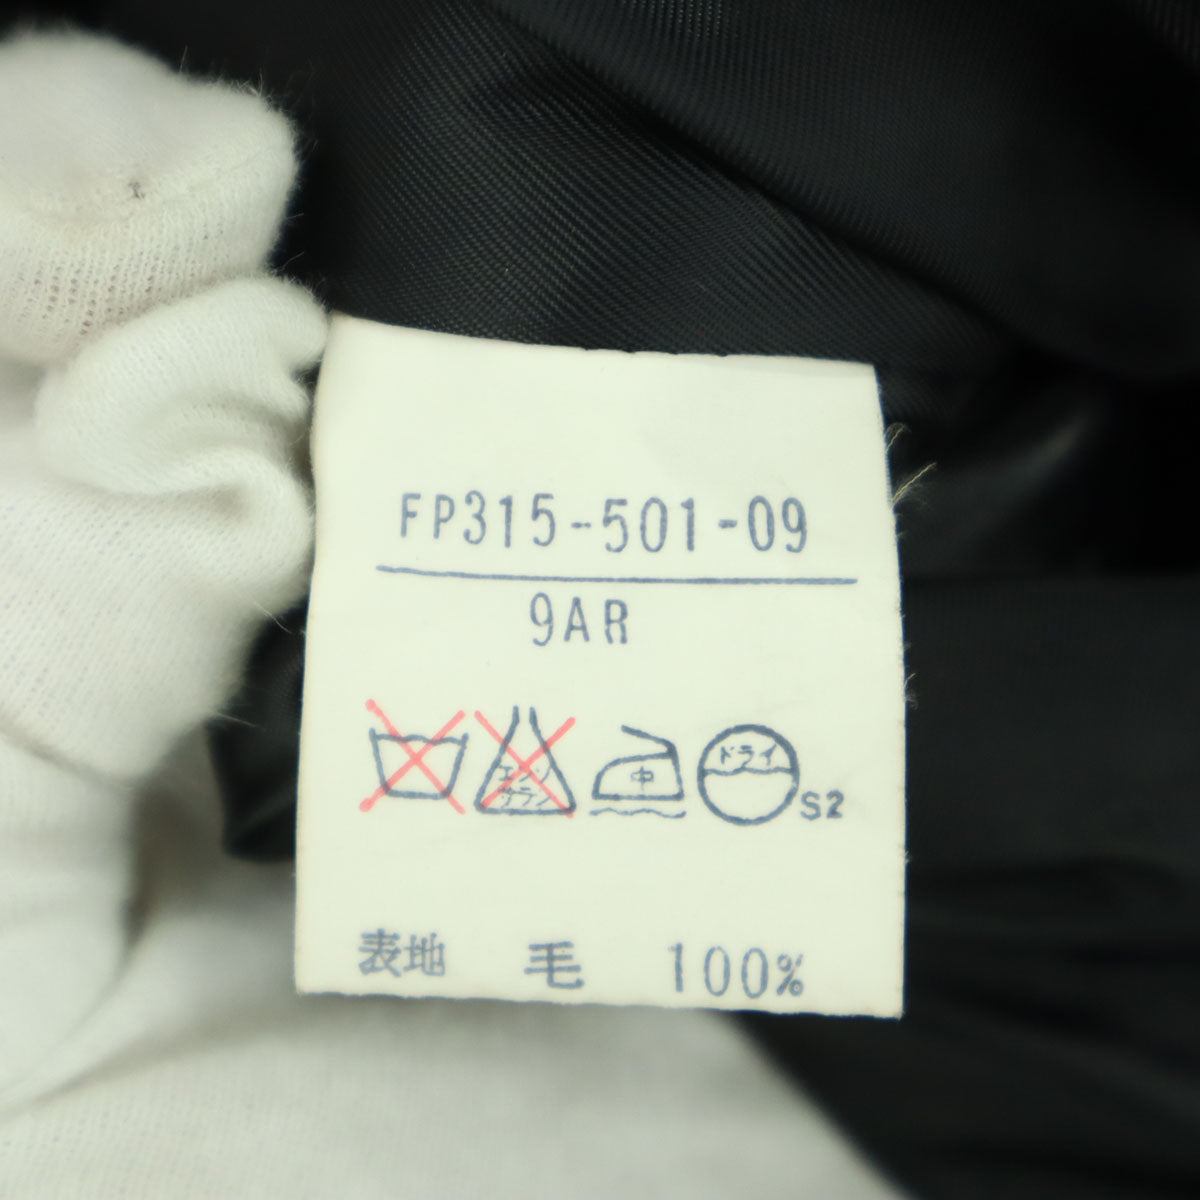 FP315-501-09
9AR
エンソ サラシ 中 ドライ S2
表地 毛 100%